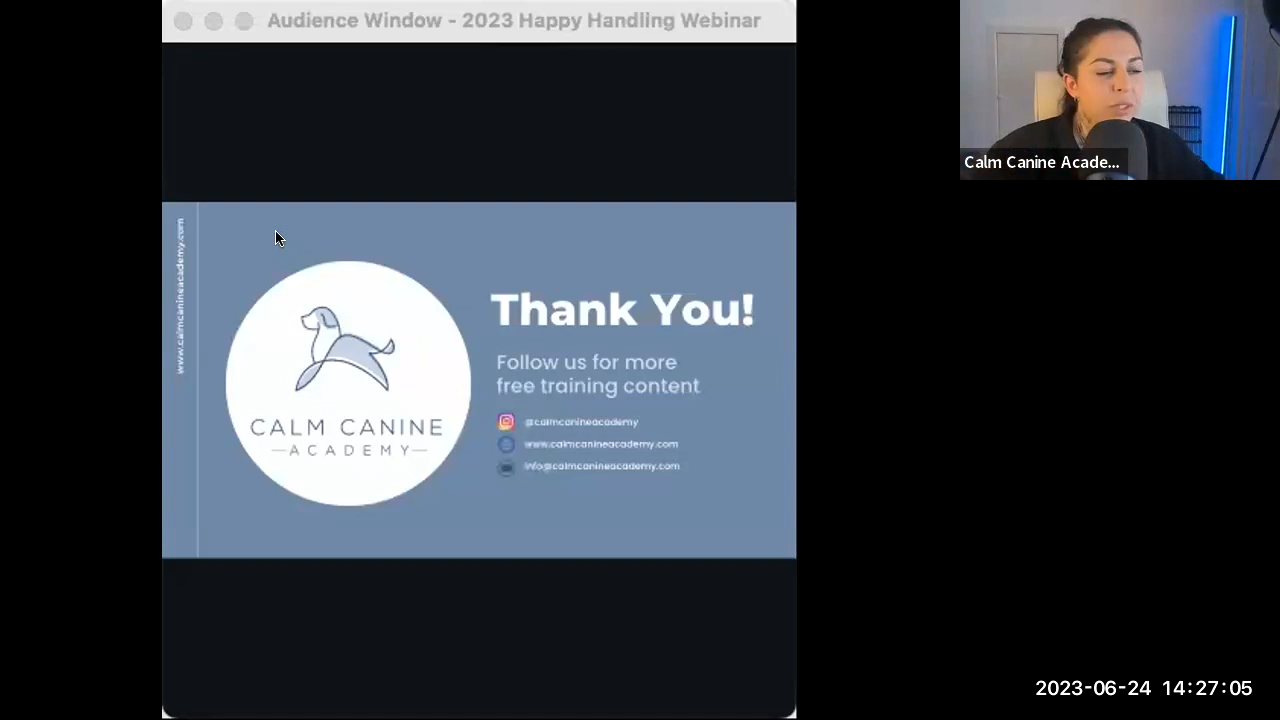 Audience Window - 2023 Happy Handling Webinar
Calm Canine Acade...
www.calmcanineacademy.com
CALM CANINE
ACADEMY
Thank You!
Follow us for more
free training content
@calmcanineacademy
www.calmcanineacademy.com
info@calmcanineacademy.com
2023-06-24 14:27:05